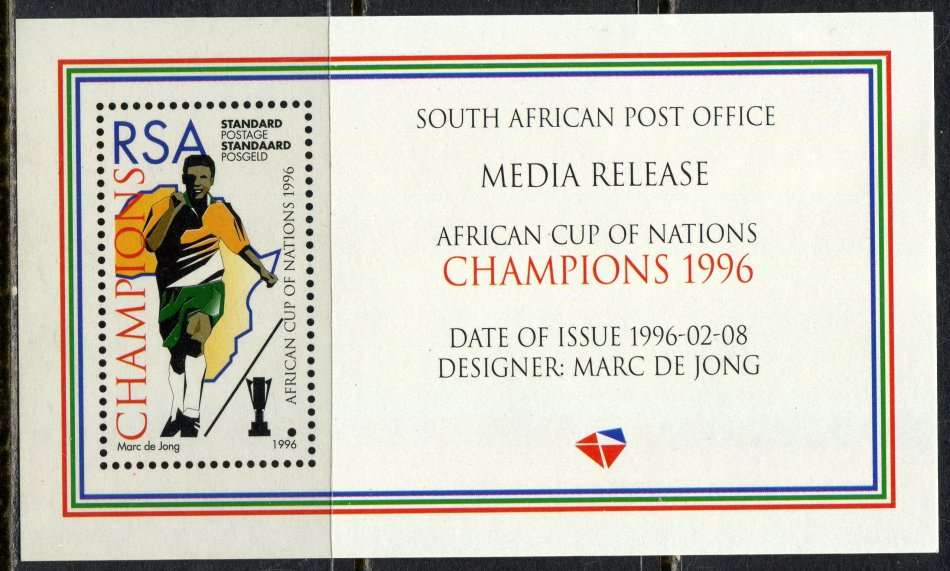 RSA
STANDARD
POSTAGE
STANDAARD
POSGELD
CHAMPIONS
AFRICAN CUP OF NATIONS 1996
Marc de Jong
1996
SOUTH AFRICAN POST OFFICE
MEDIA RELEASE
AFRICAN CUP OF NATIONS
CHAMPIONS 1996
DATE OF ISSUE 1996-02-08
DESIGNER: MARC DE JONG